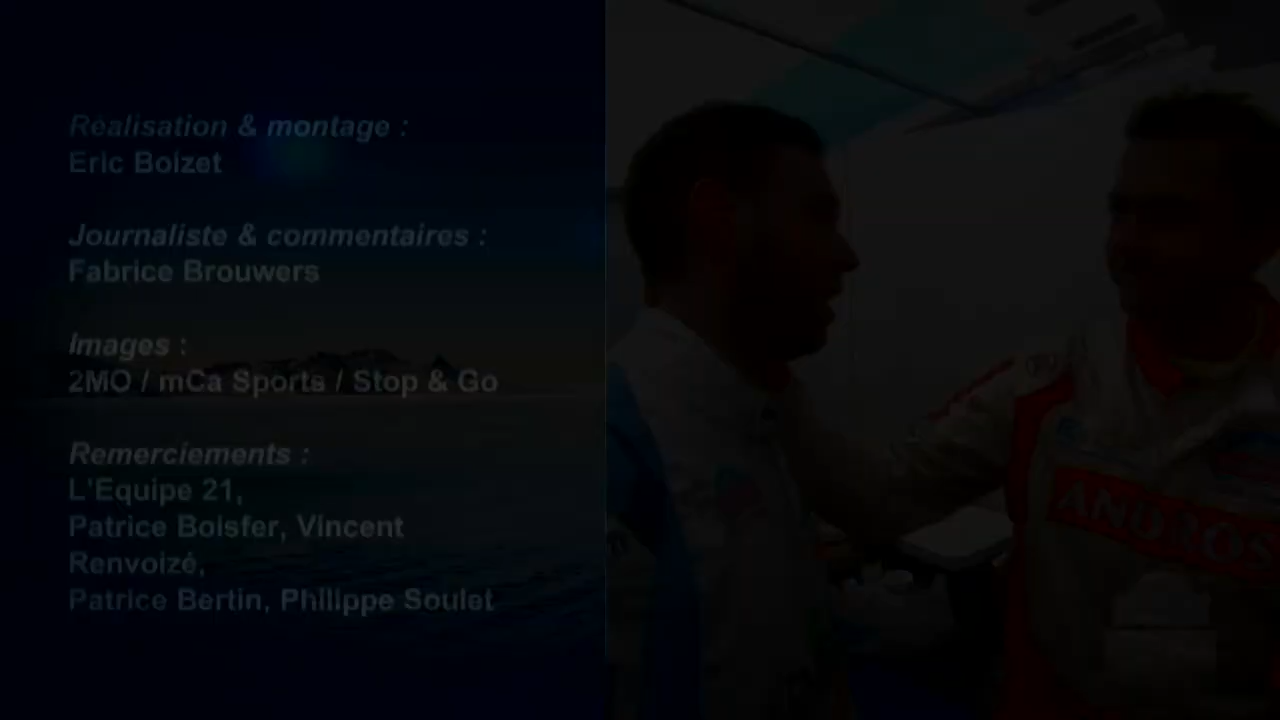 Réalisation & montage :
Eric Boizet
Journaliste & commentaires :
Fabrice Brouwers
Images :
2MO / mCa Sports / Stop & Go
Remerciements :
L'Equipe 21,
Patrice Boisfer, Vincent
Renvoizé,
Patrice Bertin, Philippe Soulet
ANDROS